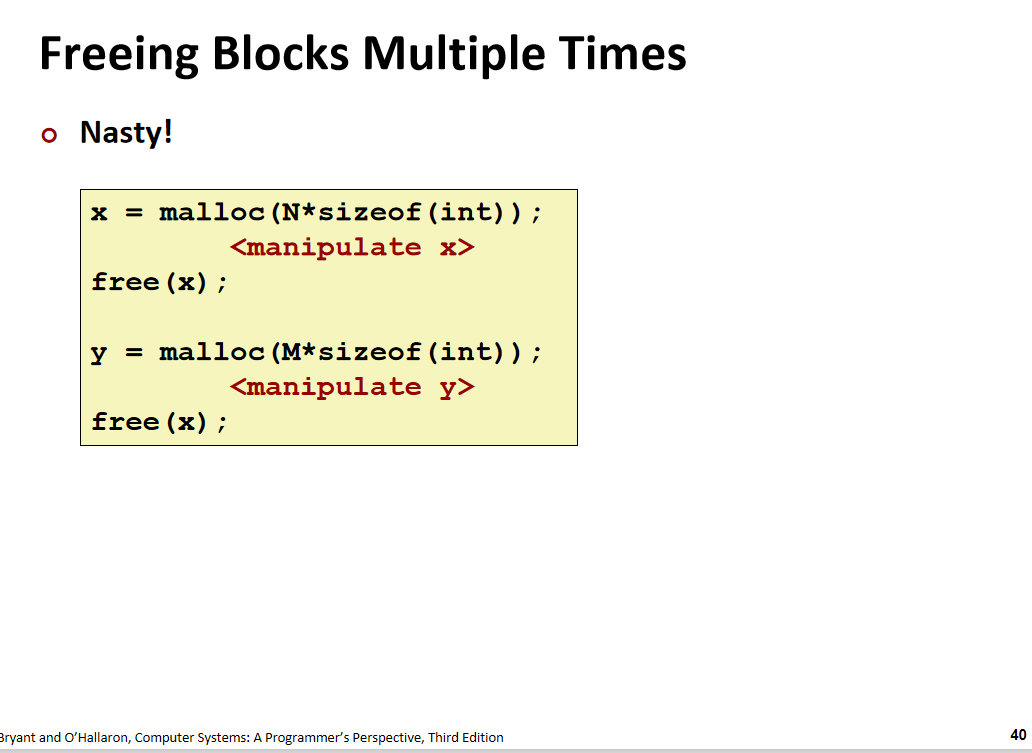 Freeing Blocks Multiple Times
Nasty!
x = malloc(N*sizeof(int));
<manipulate x>
free(x);
y = malloc(M*sizeof(int));
<manipulate y>
free(x);
Bryant and O'Hallaron, Computer Systems: A Programmer's Perspective, Third Edition
40